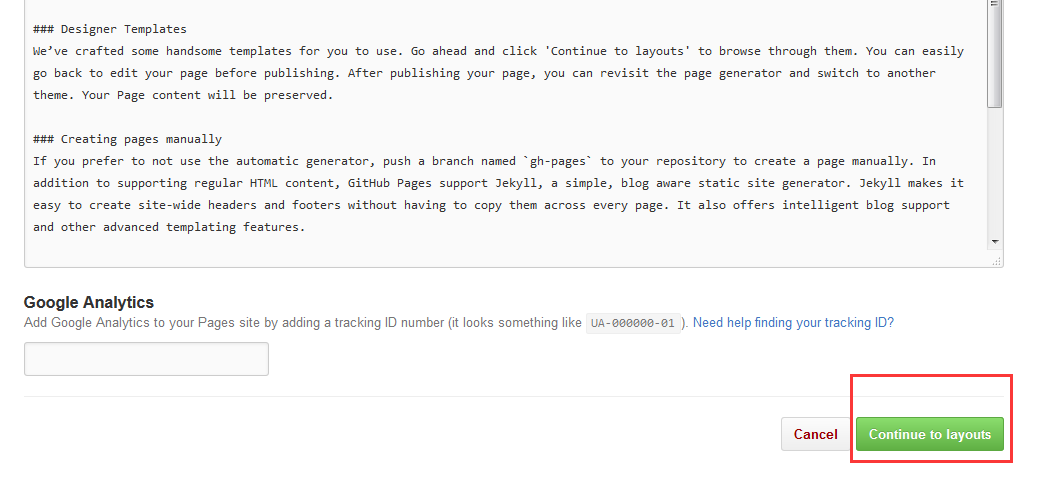 ### Designer Templates
We’ve crafted some handsome templates for you to use. Go ahead and click 'Continue to layouts' to browse through them. You can easily
go back to edit your page before publishing. After publishing your page, you can revisit the page generator and switch to another
theme. Your Page content will be preserved.
### Creating pages manually
If you prefer to not use the automatic generator, push a branch named `gh-pages` to your repository to create a page manually. In
addition to supporting regular HTML content, GitHub Pages support Jekyll, a simple, blog aware static site generator. Jekyll makes it
easy to create site-wide headers and footers without having to copy them across every page. It also offers intelligent blog support
and other advanced templating features.
Google Analytics
Add Google Analytics to your Pages site by adding a tracking ID number (it looks something like UA-000000-01 ). Need help finding your tracking ID?
Cancel
Continue to layouts